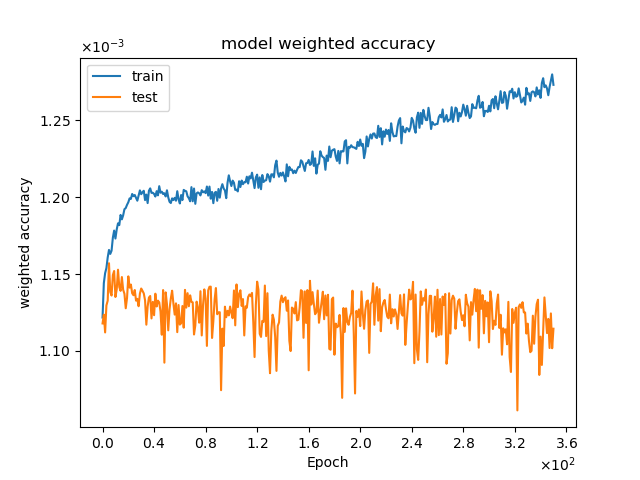 model weighted accuracy
×10⁻³
train
test
1.25
1.20
1.15
1.10
weighted accuracy
0.0 0.4 0.8 1.2 1.6 2.0 2.4 2.8 3.2 3.6
Epoch
×10²